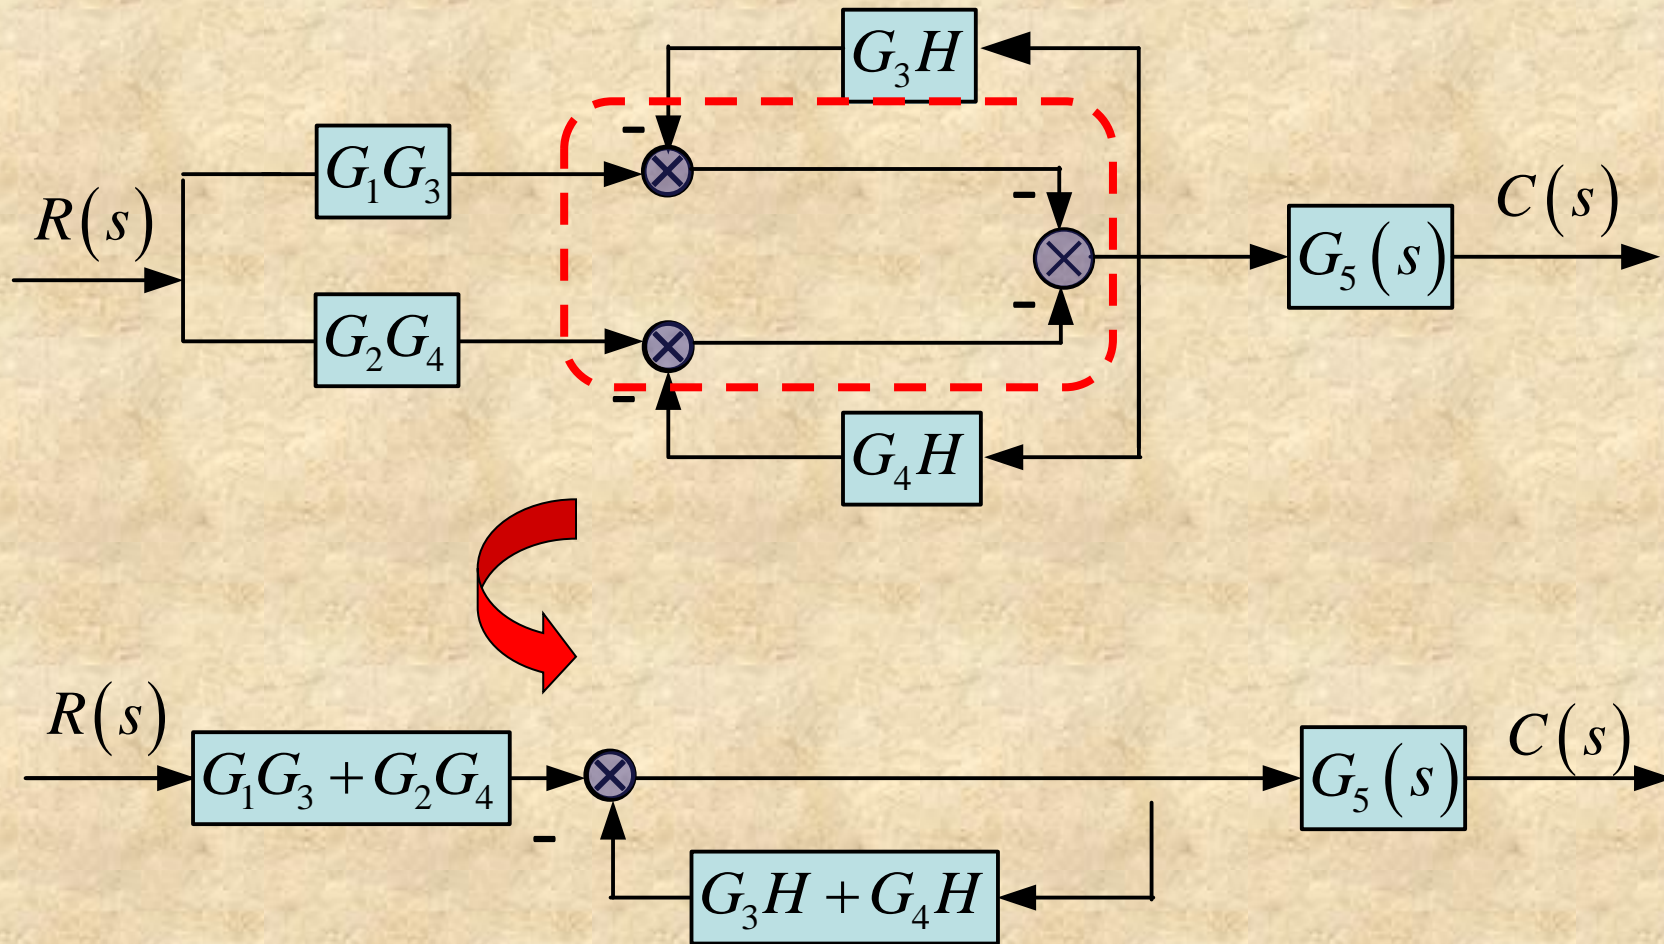 G₃H
G₁G₃
R(s)
C(s)
G₅(s)
G₂G₄
G₄H
R(s)
C(s)
G₁G₃ + G₂G₄
G₅(s)
G₃H + G₄H